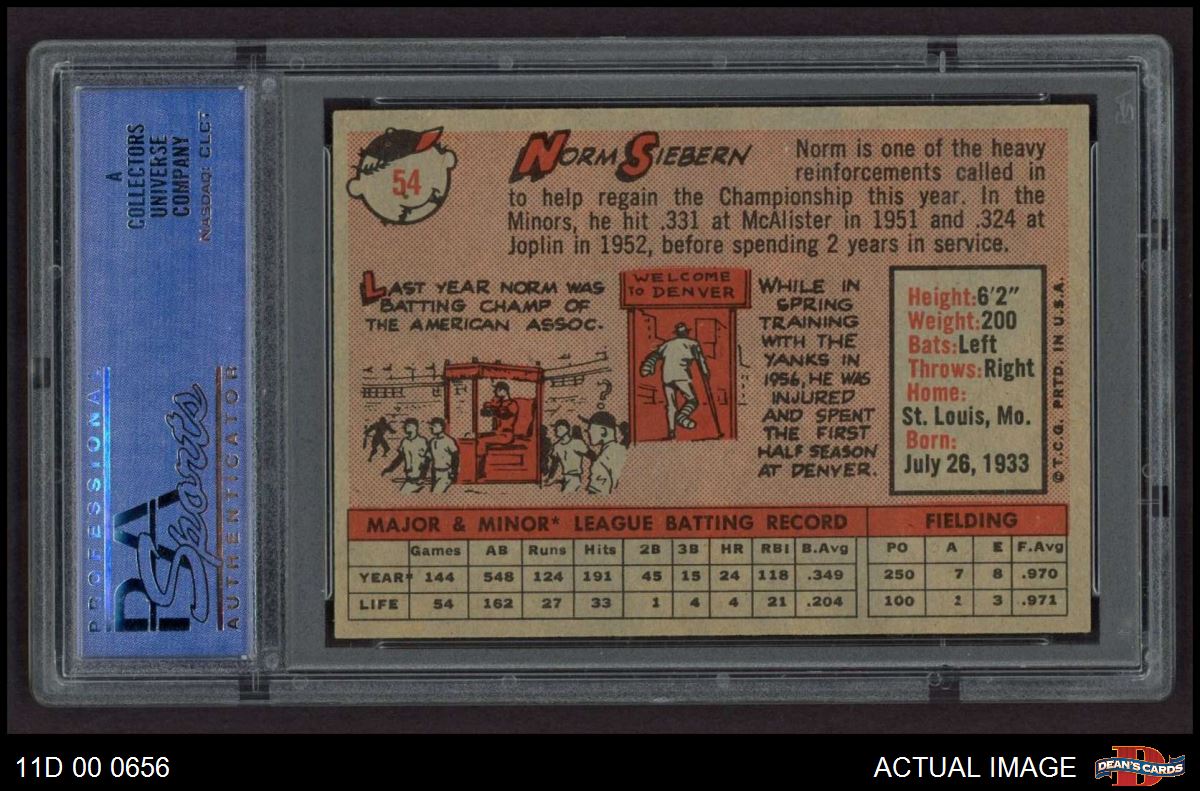 A
COLLECTORS
UNIVERSE
COMPANY
NASDAQ: CLCT
PROFESSIONAL
PSA
Sports
AUTHENTICATOR
54
NORM SIEBERN
Norm is one of the heavy
reinforcements called in
to help regain the Championship this year. In the
Minors, he hit .331 at McAlister in 1951 and .324 at
Joplin in 1952, before spending 2 years in service.
LAST YEAR NORM WAS
BATTING CHAMP OF
THE AMERICAN ASSOC.
WELCOME
TO DENVER
WHILE IN
SPRING
TRAINING
WITH THE
YANKS IN
1956, HE WAS
INJURED
AND SPENT
THE FIRST
HALF SEASON
AT DENVER.
Height: 6'2"
Weight: 200
Bats: Left
Throws: Right
Home:
St. Louis, Mo.
Born:
July 26, 1933
© T.C.G. PRTD. IN U.S.A.
MAJOR & MINOR* LEAGUE BATTING RECORD FIELDING
Games AB Runs Hits 2B 3B HR RBI B.Avg PO A E F.Avg
YEAR* 144 548 124 191 45 15 24 118 .349 250 7 8 .970
LIFE 54 162 27 33 1 4 4 21 .204 100 2 3 .971
11D 00 0656
ACTUAL IMAGE
DEAN'S CARDS